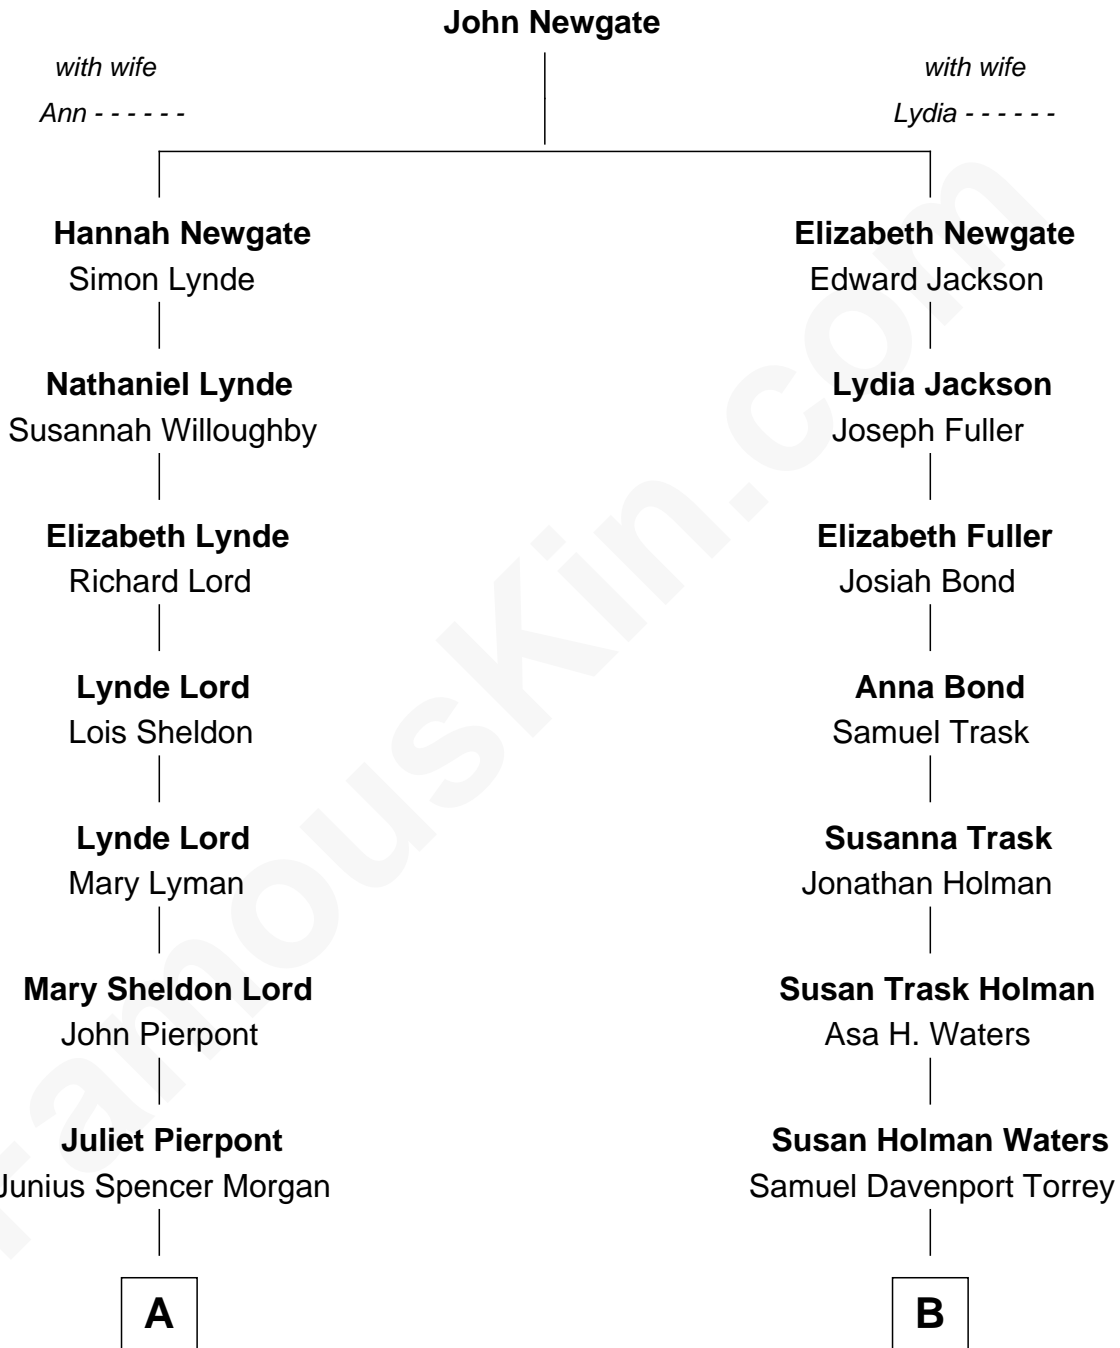 John Newgate
with wife
Ann - - - - - -
with wife
Lydia - - - - - -
Hannah Newgate
Simon Lynde
Elizabeth Newgate
Edward Jackson
Nathaniel Lynde
Susannah Willoughby
Lydia Jackson
Joseph Fuller
Elizabeth Lynde
Richard Lord
Elizabeth Fuller
Josiah Bond
Lynde Lord
Lois Sheldon
Anna Bond
Samuel Trask
Lynde Lord
Mary Lyman
Susanna Trask
Jonathan Holman
Mary Sheldon Lord
John Pierpont
Susan Trask Holman
Asa H. Waters
Juliet Pierpont
Junius Spencer Morgan
Susan Holman Waters
Samuel Davenport Torrey
A
B
famouskin.com